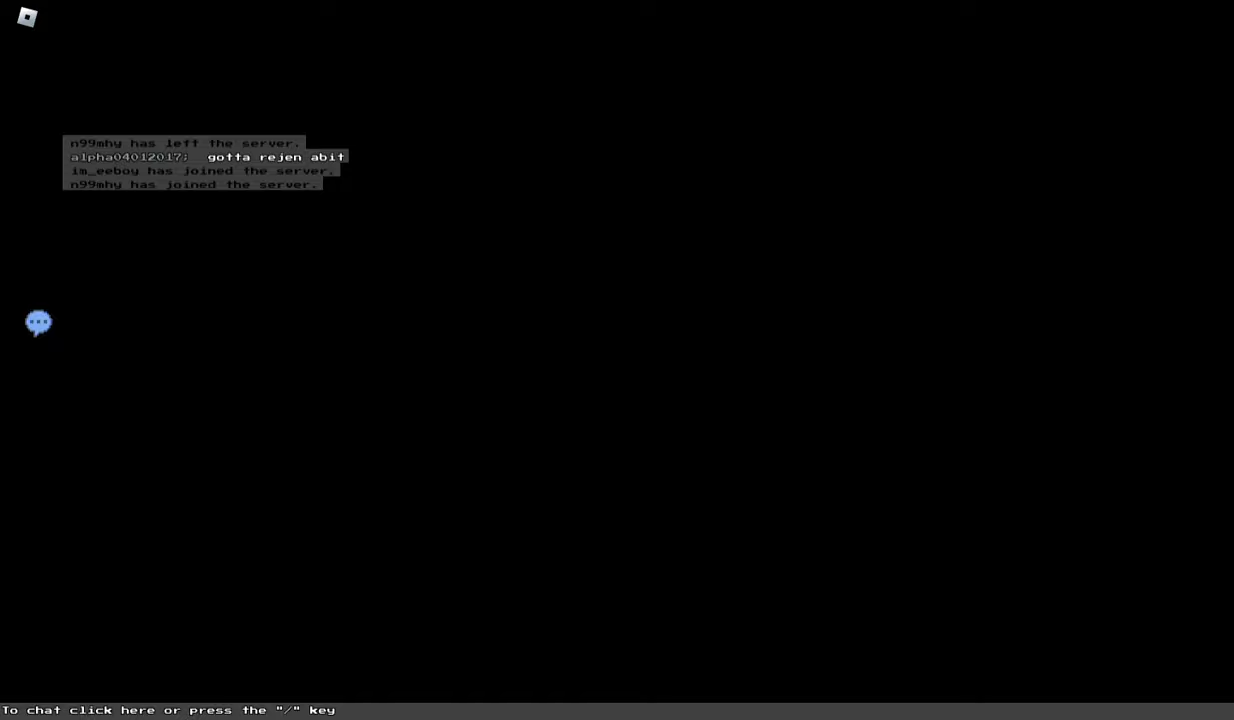 n99mhy has left the server.
alpha04012017; gotta rejen abit
im_eeboy has joined the server.
n99mhy has joined the server.
To chat click here or press the "/" key